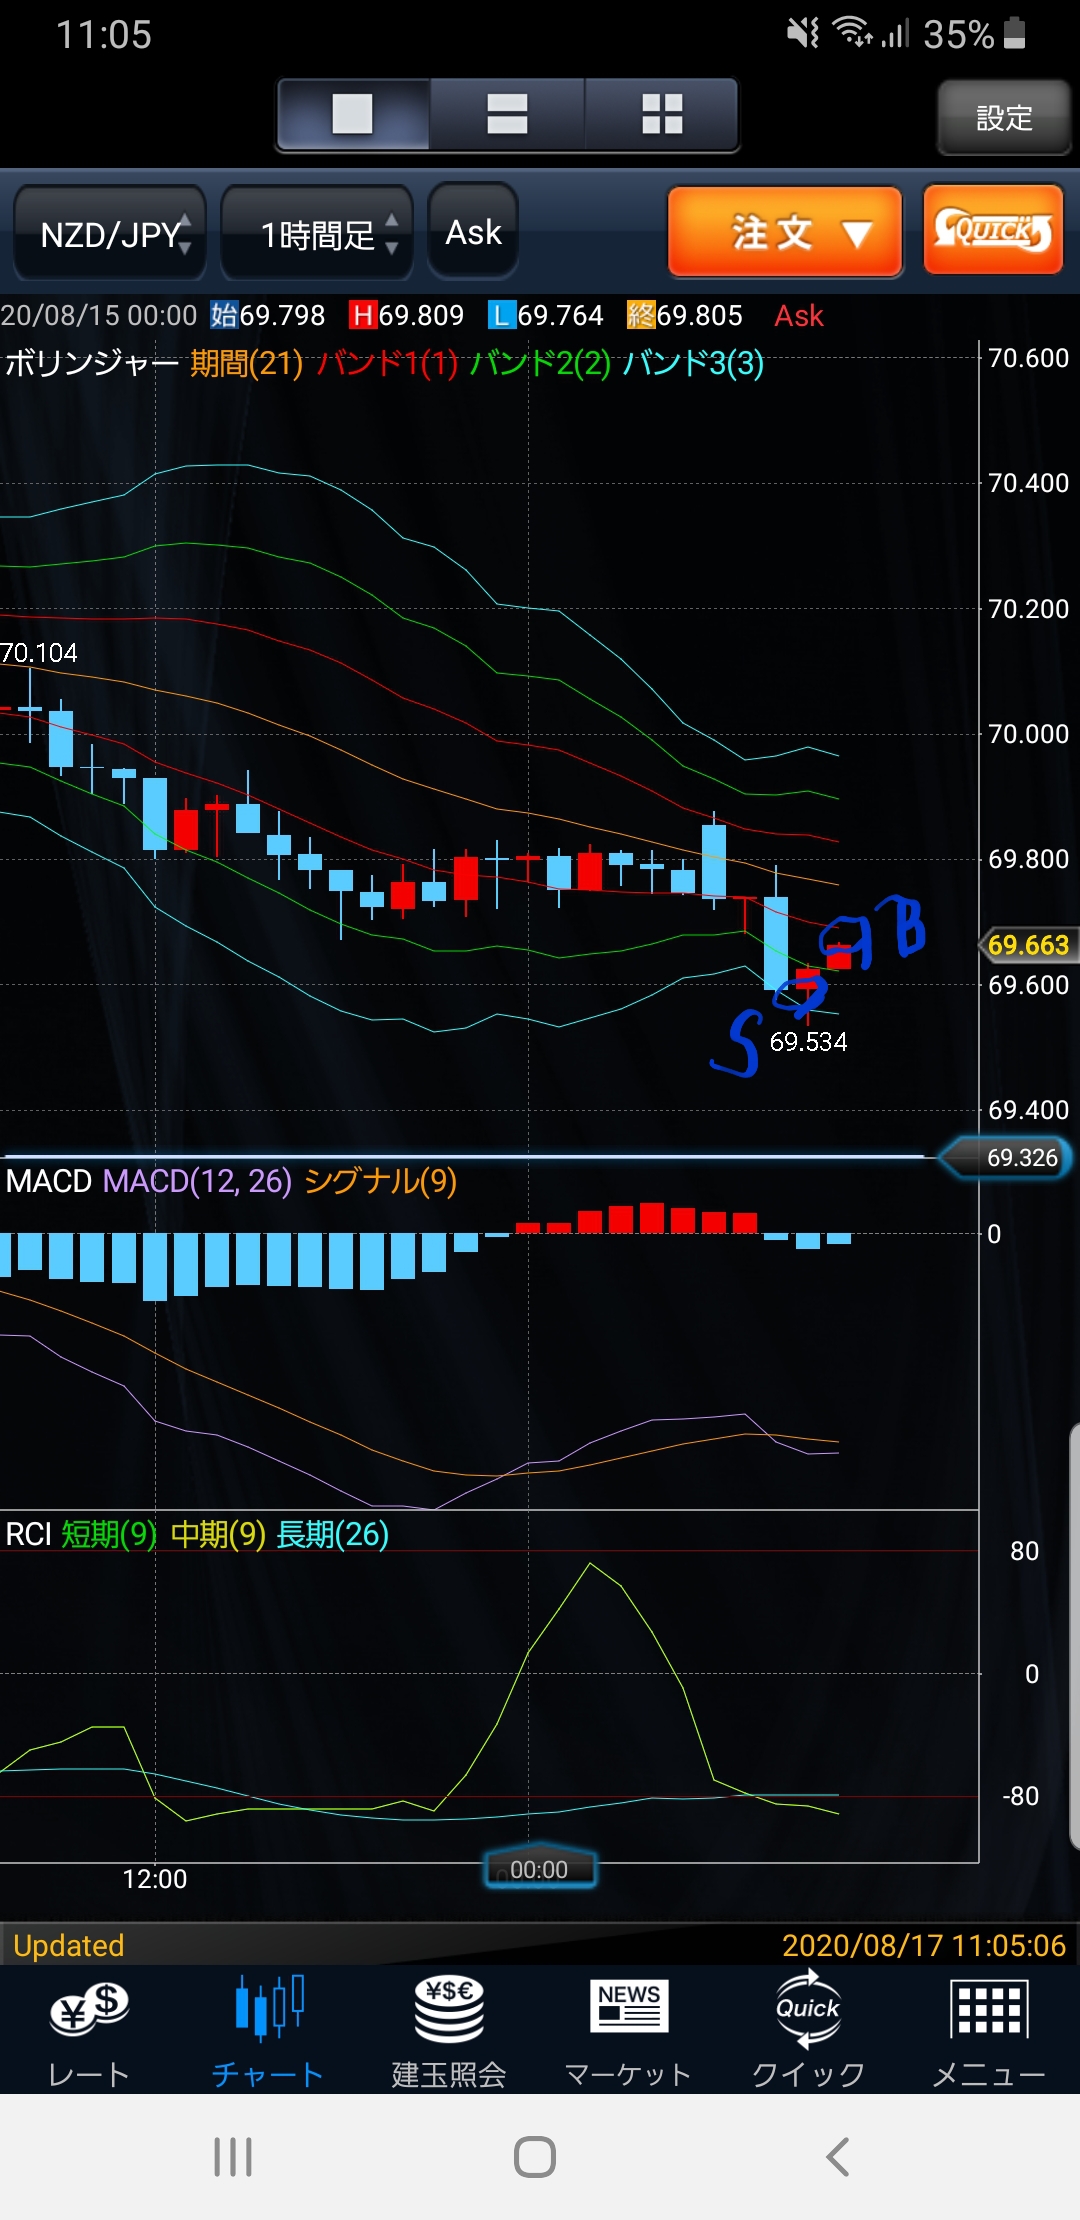 11:05 35%
設定
NZD/JPY 1時間足 Ask 注文 ▼ QUICK
20/08/15 00:00 始69.798 H69.809 L69.764 終69.805 Ask
ボリンジャー 期間(21) バンド1(1) バンド2(2) バンド3(3)
70.600
70.400
70.200
70.104
70.000
69.800
B
69.663
69.600
S
69.534
69.400
69.326
MACD MACD(12, 26) シグナル(9)
0
RCI 短期(9) 中期(9) 長期(26)
80
0
-80
12:00 00:00
Updated 2020/08/17 11:05:06
¥$ ¥$€ NEWS Quick
レート チャート 建玉照会 マーケット クイック メニュー